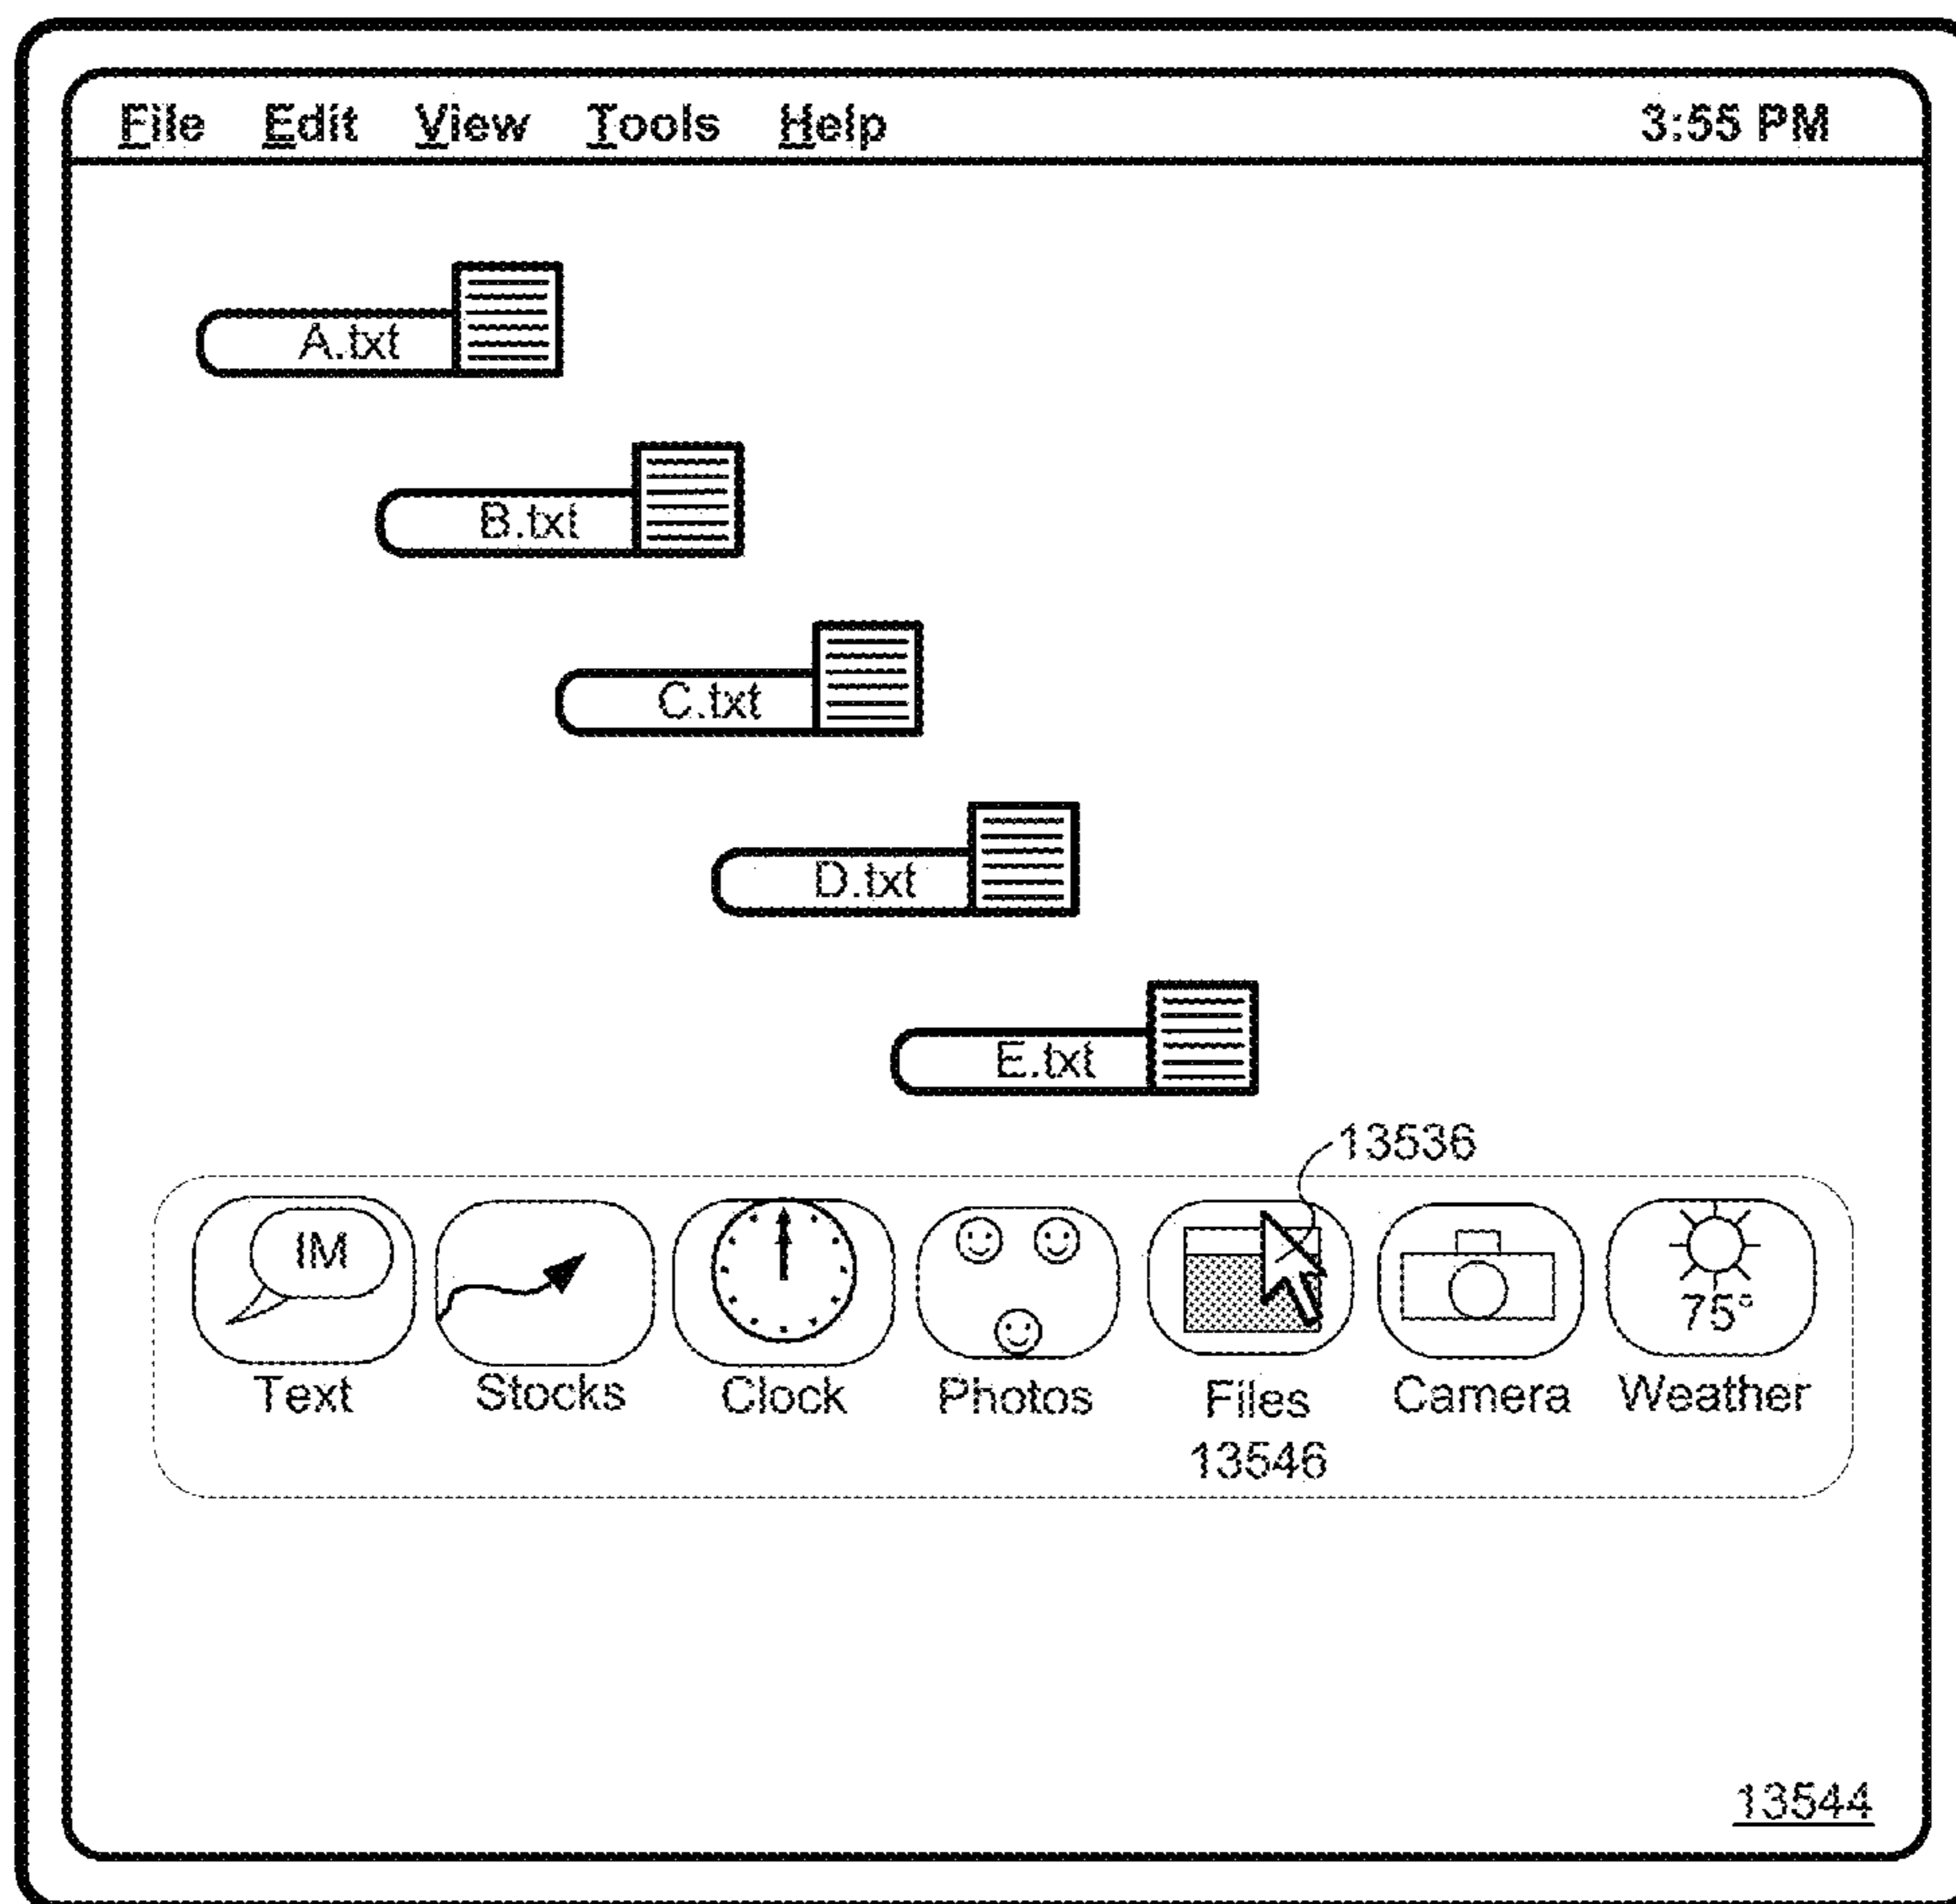 File Edit View Tools Help 3:55 PM
A.txt
B.txt
C.txt
D.txt
E.txt
13536
IM
75°
Text Stocks Clock Photos Files Camera Weather
13546
13544